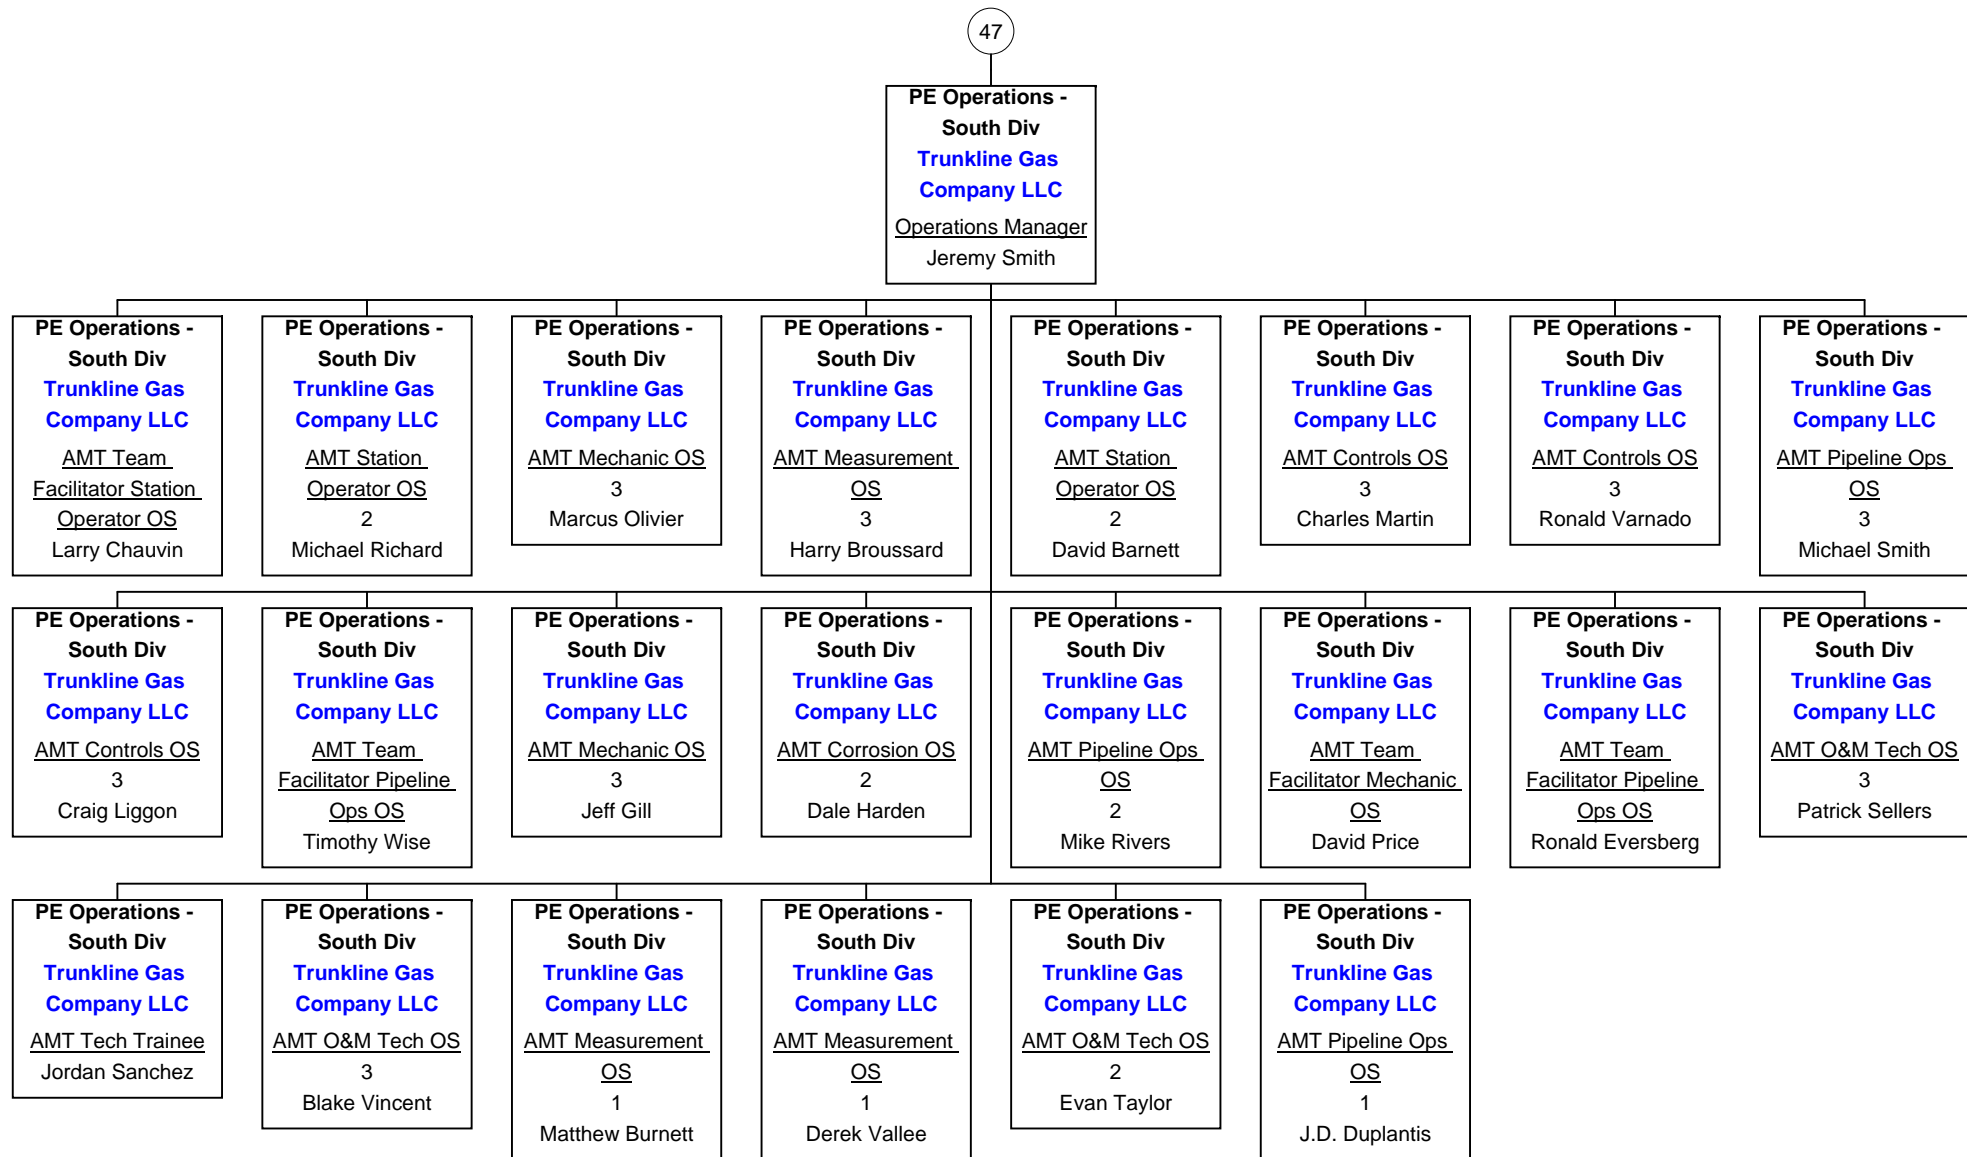 47
PE Operations -
South Div
Trunkline Gas
Company LLC
Operations Manager
Jeremy Smith
PE Operations -
South Div
Trunkline Gas
Company LLC
AMT Team
Facilitator Station
Operator OS
Larry Chauvin
PE Operations -
South Div
Trunkline Gas
Company LLC
AMT Station
Operator OS
2
Michael Richard
PE Operations -
South Div
Trunkline Gas
Company LLC
AMT Mechanic OS
3
Marcus Olivier
PE Operations -
South Div
Trunkline Gas
Company LLC
AMT Measurement
OS
3
Harry Broussard
PE Operations -
South Div
Trunkline Gas
Company LLC
AMT Station
Operator OS
2
David Barnett
PE Operations -
South Div
Trunkline Gas
Company LLC
AMT Controls OS
3
Charles Martin
PE Operations -
South Div
Trunkline Gas
Company LLC
AMT Controls OS
3
Ronald Varnado
PE Operations -
South Div
Trunkline Gas
Company LLC
AMT Pipeline Ops
OS
3
Michael Smith
PE Operations -
South Div
Trunkline Gas
Company LLC
AMT Controls OS
3
Craig Liggon
PE Operations -
South Div
Trunkline Gas
Company LLC
AMT Team
Facilitator Pipeline
Ops OS
Timothy Wise
PE Operations -
South Div
Trunkline Gas
Company LLC
AMT Mechanic OS
3
Jeff Gill
PE Operations -
South Div
Trunkline Gas
Company LLC
AMT Corrosion OS
2
Dale Harden
PE Operations -
South Div
Trunkline Gas
Company LLC
AMT Pipeline Ops
OS
2
Mike Rivers
PE Operations -
South Div
Trunkline Gas
Company LLC
AMT Team
Facilitator Mechanic
OS
David Price
PE Operations -
South Div
Trunkline Gas
Company LLC
AMT Team
Facilitator Pipeline
Ops OS
Ronald Eversberg
PE Operations -
South Div
Trunkline Gas
Company LLC
AMT O&M Tech OS
3
Patrick Sellers
PE Operations -
South Div
Trunkline Gas
Company LLC
AMT Tech Trainee
Jordan Sanchez
PE Operations -
South Div
Trunkline Gas
Company LLC
AMT O&M Tech OS
3
Blake Vincent
PE Operations -
South Div
Trunkline Gas
Company LLC
AMT Measurement
OS
1
Matthew Burnett
PE Operations -
South Div
Trunkline Gas
Company LLC
AMT Measurement
OS
1
Derek Vallee
PE Operations -
South Div
Trunkline Gas
Company LLC
AMT O&M Tech OS
2
Evan Taylor
PE Operations -
South Div
Trunkline Gas
Company LLC
AMT Pipeline Ops
OS
1
J.D. Duplantis